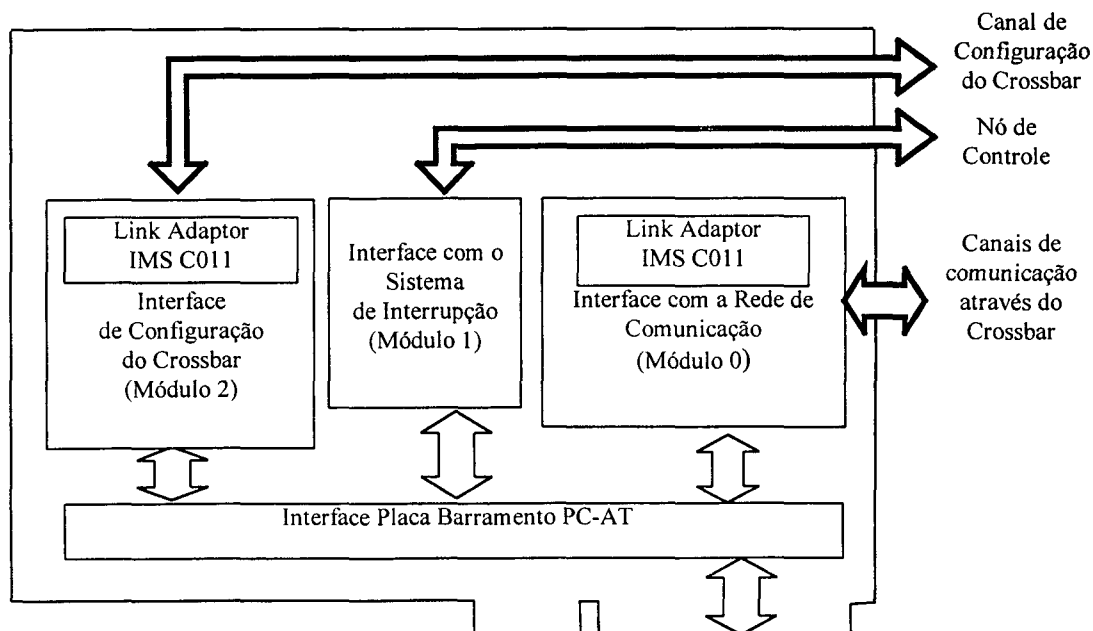 Canal de
Configuração
do Crossbar
Nó de
Controle
Link Adaptor
IMS C011
Interface
de Configuração
do Crossbar
(Módulo 2)
Interface com o
Sistema
de Interrupção
(Módulo 1)
Link Adaptor
IMS C011
Interface com a Rede de
Comunicação
(Módulo 0)
Canais de
comunicação
através do
Crossbar
Interface Placa Barramento PC-AT